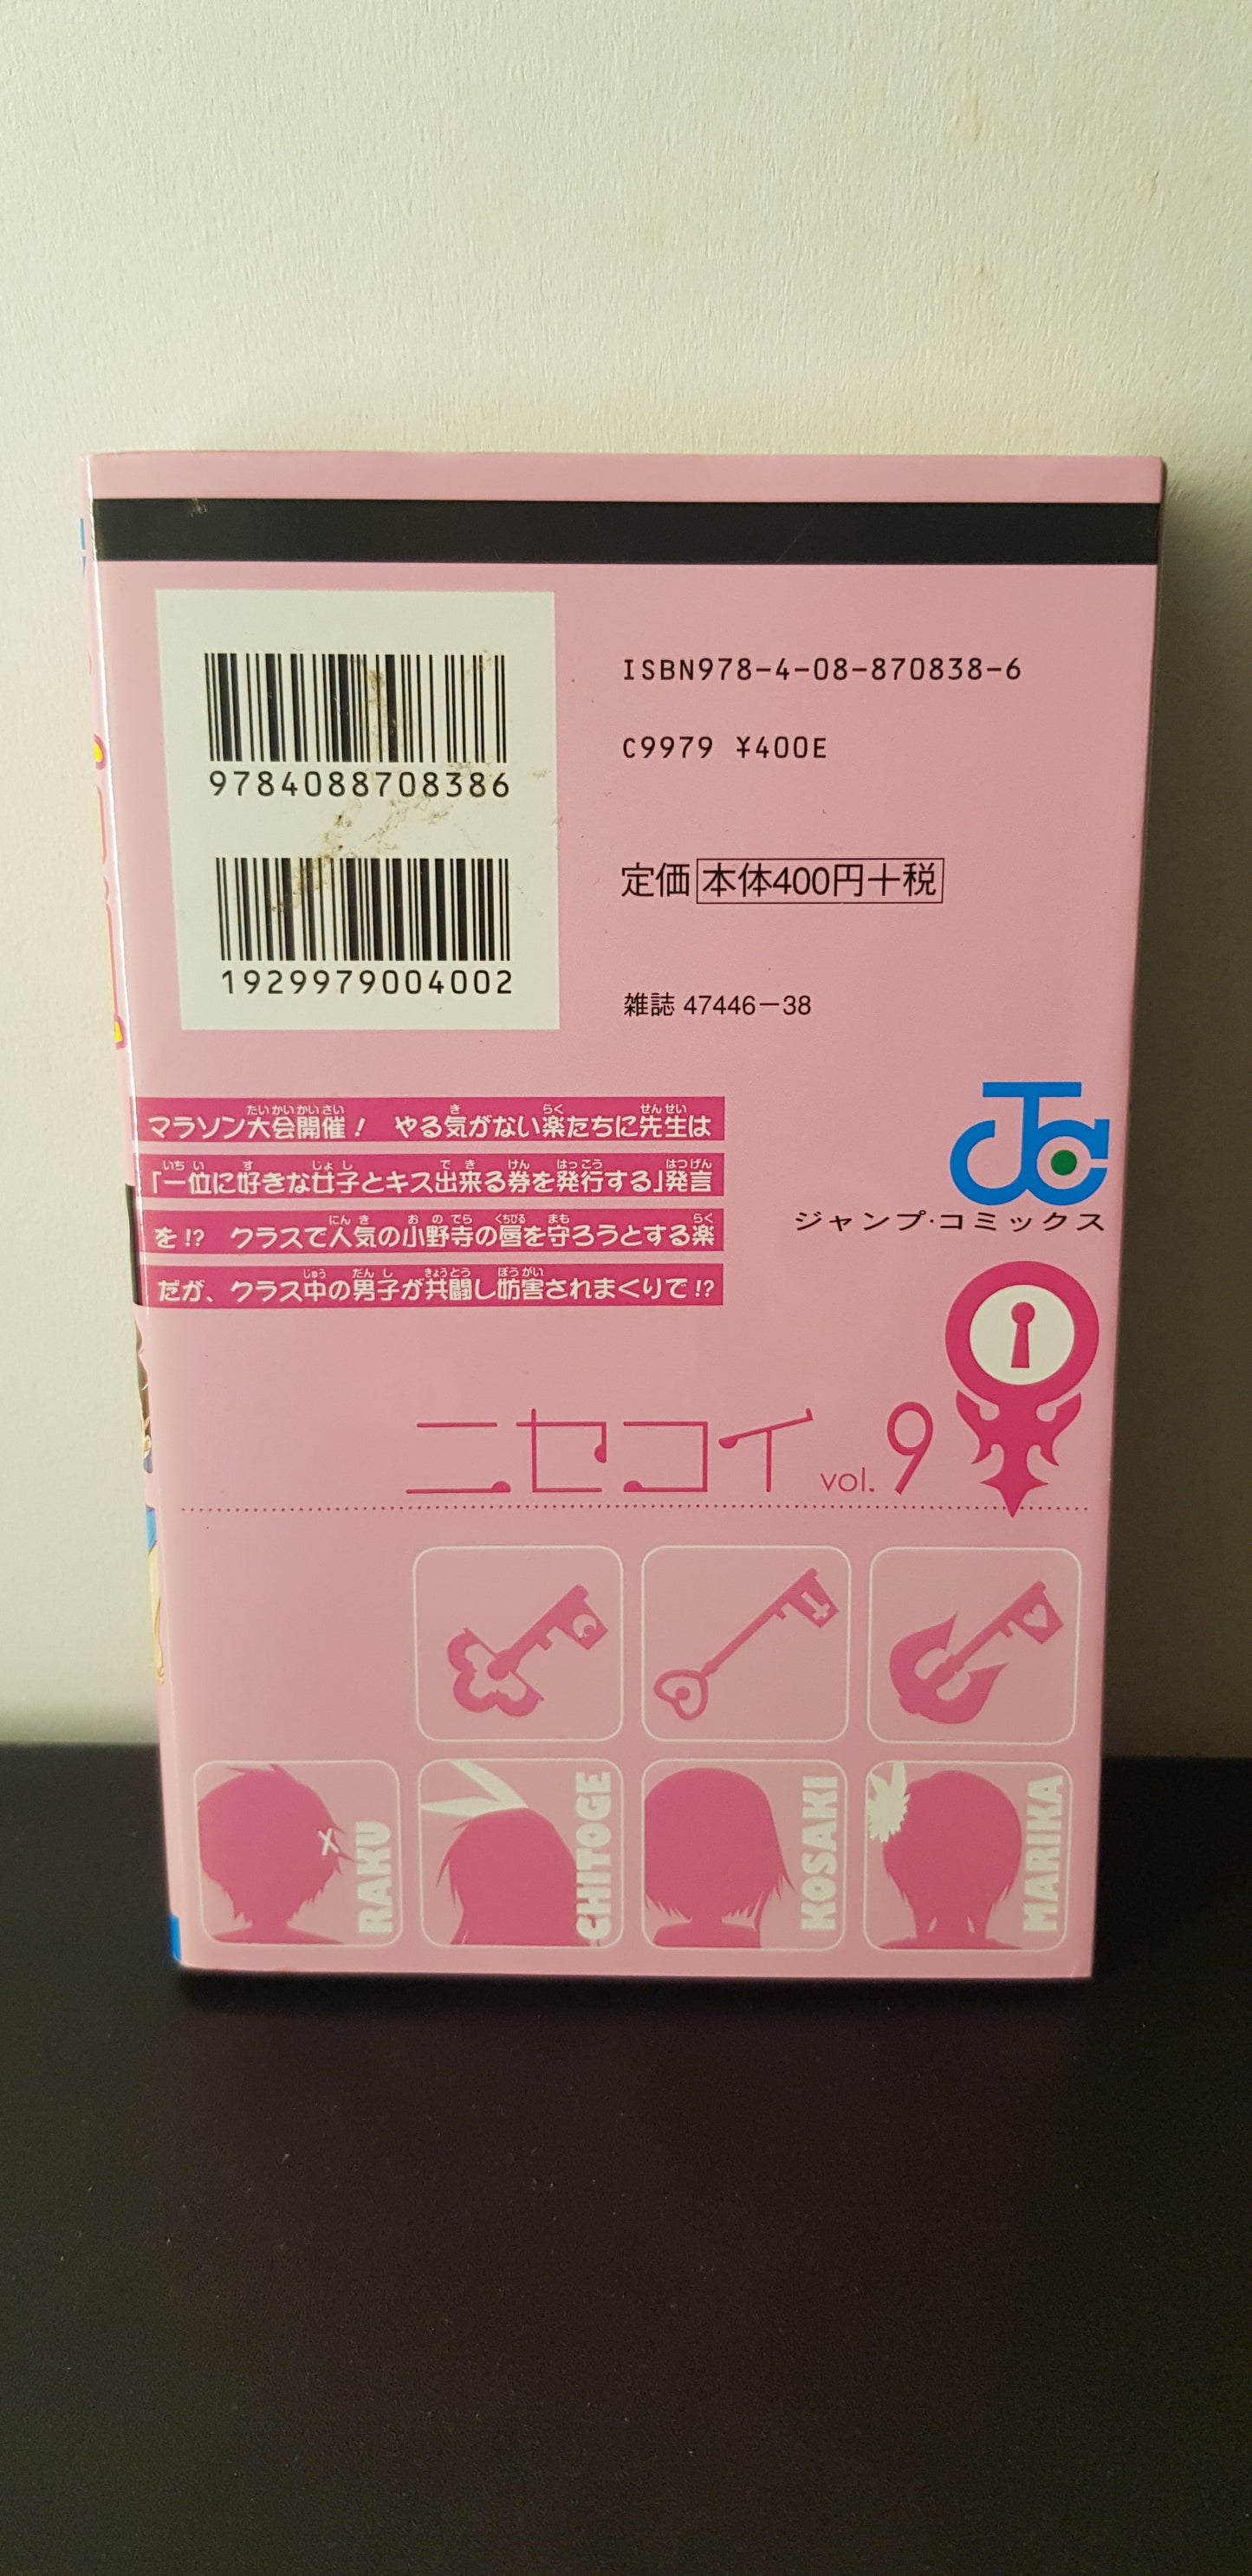 9784088708386
1929979004002
ISBN978-4-08-870838-6
C9979 ¥400E
定価 本体400円＋税
雑誌 47446－38
マラソン大会開催！　やる気がない楽たちに先生は
「一位に好きな女子とキス出来る券を発行する」発言
を!?　クラスで人気の小野寺の唇を守ろうとする楽
だが、クラス中の男子が共闘し妨害されまくりで!?
JC
ジャンプ・コミックス
ニセコイ vol. 9
RAKU
CHITOGE
KOSAKI
MARIKA